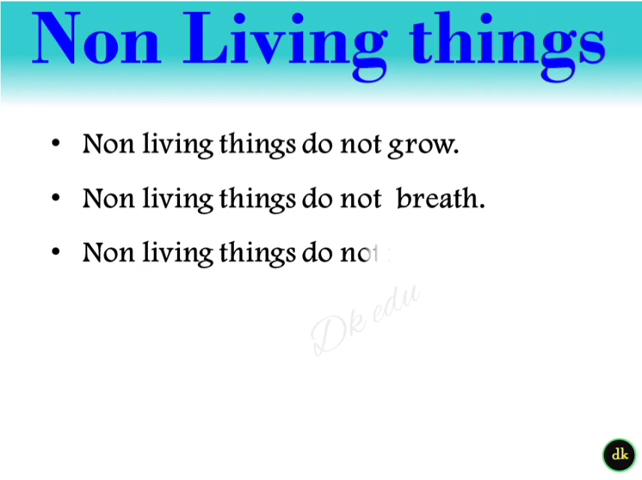 Non Living things
• Non living things do not grow.
• Non living things do not breath.
• Non living things do not
Dk edu
dk